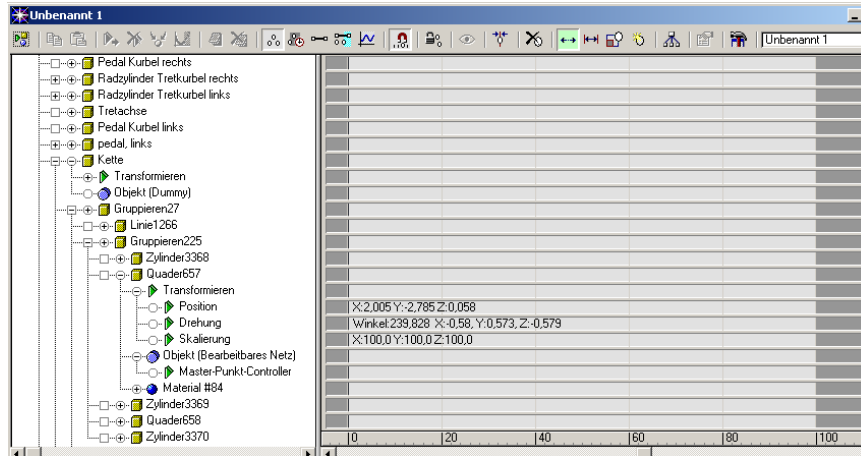 Unbenannt 1
Unbenannt 1
Pedal Kurbel rechts
Radzylinder Tretkurbel rechts
Radzylinder Tretkurbel links
Tretachse
Pedal Kurbel links
pedal, links
Kette
Transformieren
Objekt (Dummy)
Gruppieren27
Linie1266
Gruppieren225
Zylinder3368
Quader657
Transformieren
Position X:2,005 Y:-2,785 Z:0,058
Drehung Winkel:239,828 X:-0,58, Y:0,573, Z:-0,579
Skalierung X:100,0 Y:100,0 Z:100,0
Objekt (Bearbeitbares Netz)
Master-Punkt-Controller
Material #84
Zylinder3369
Quader658
Zylinder3370
0 20 40 60 80 100